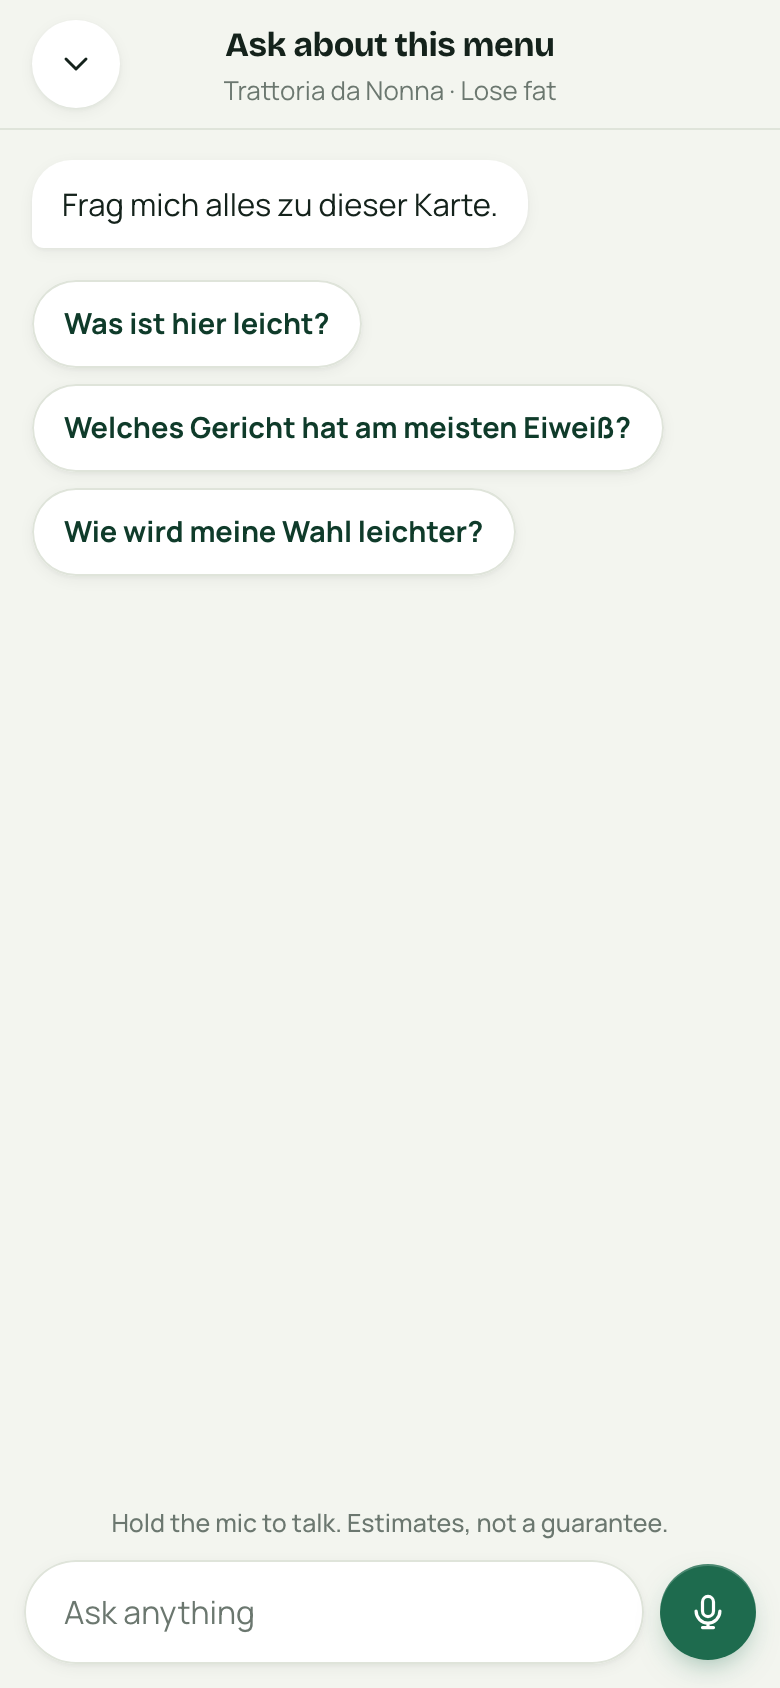 Ask about this menu
Trattoria da Nonna · Lose fat
Frag mich alles zu dieser Karte.
Was ist hier leicht?
Welches Gericht hat am meisten Eiweiß?
Wie wird meine Wahl leichter?
Hold the mic to talk. Estimates, not a guarantee.
Ask anything